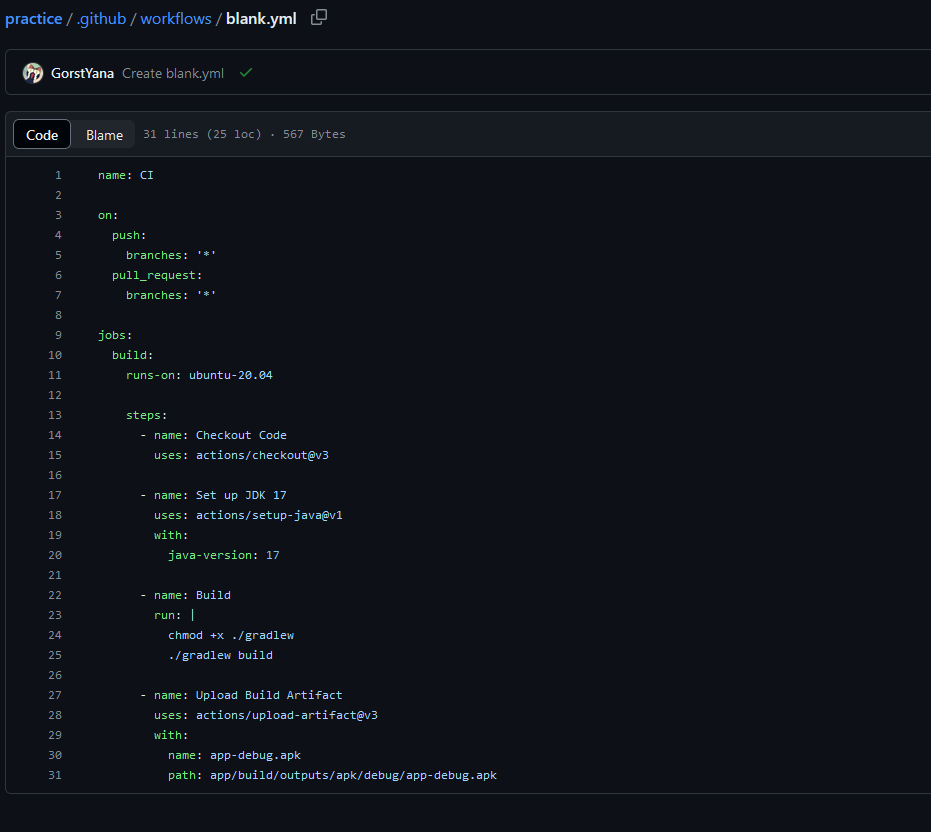 practice / .github / workflows / blank.yml
GorstYana Create blank.yml
Code Blame 31 lines (25 loc) · 567 Bytes
1 name: CI
2
3 on:
4   push:
5     branches: '*'
6   pull_request:
7     branches: '*'
8
9 jobs:
10   build:
11     runs-on: ubuntu-20.04
12
13     steps:
14       - name: Checkout Code
15         uses: actions/checkout@v3
16
17       - name: Set up JDK 17
18         uses: actions/setup-java@v1
19         with:
20           java-version: 17
21
22       - name: Build
23         run: |
24           chmod +x ./gradlew
25           ./gradlew build
26
27       - name: Upload Build Artifact
28         uses: actions/upload-artifact@v3
29         with:
30           name: app-debug.apk
31           path: app/build/outputs/apk/debug/app-debug.apk